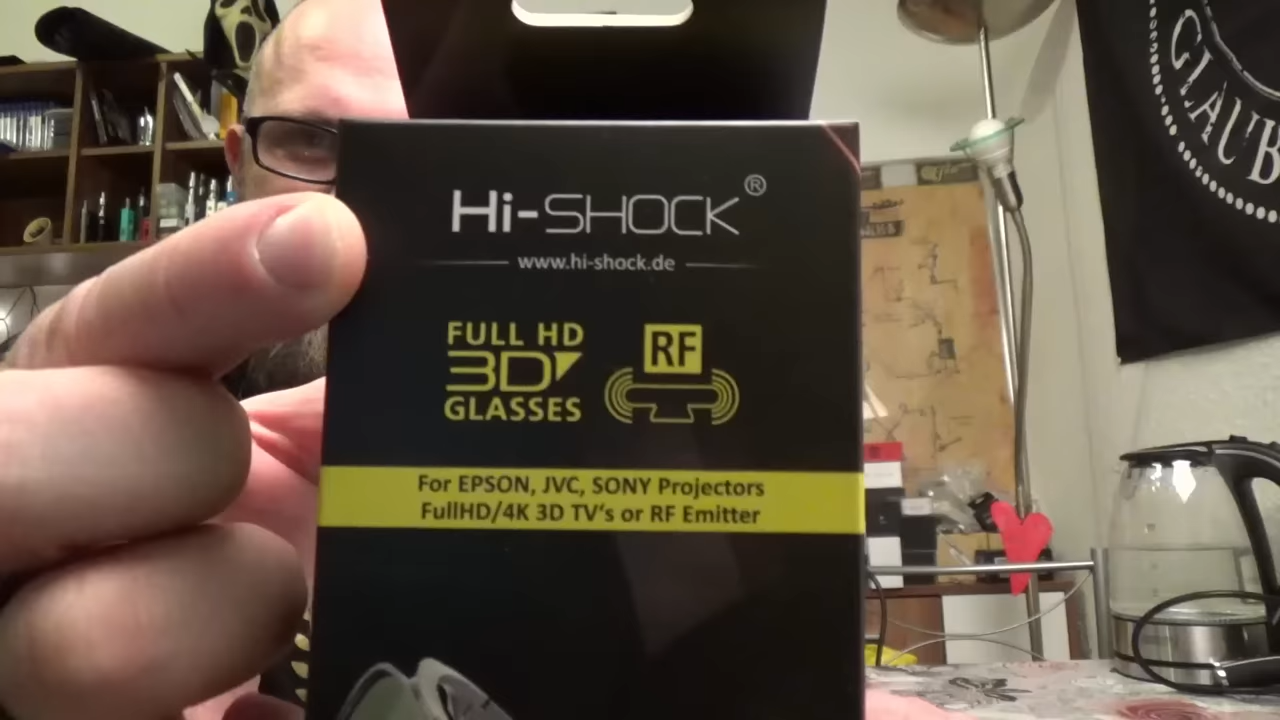 Hi-SHOCK®
www.hi-shock.de
FULL HD
3D
GLASSES
RF
For EPSON, JVC, SONY Projectors
FullHD/4K 3D TV's or RF Emitter
GLAUB